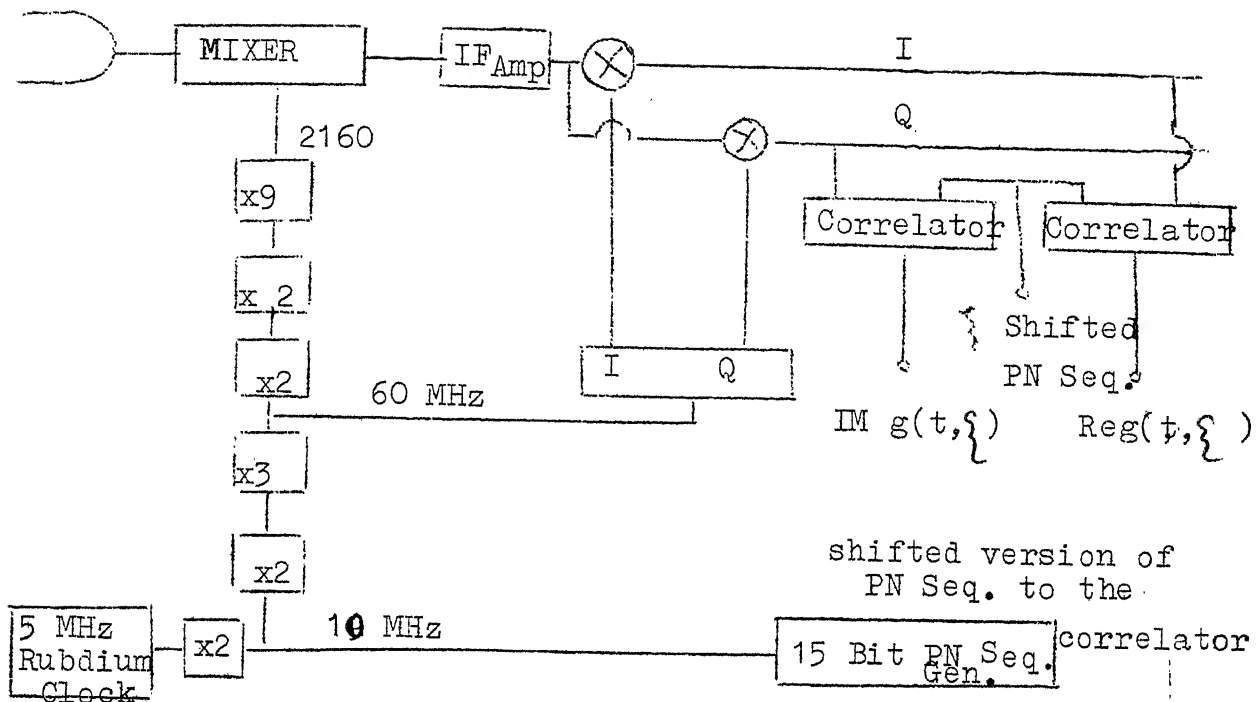 MIXER
IF Amp
I
Q
2160
x9
Correlator
Correlator
x 2
Shifted
I Q
x2
PN Seq.
60 MHz
IM g(t,ξ) Reg(t,ξ )
x3
shifted version of
x2
PN Seq. to the
correlator
5 MHz
Rubdium
Clock
x2
10 MHz
15 Bit PN Seq.
Gen.